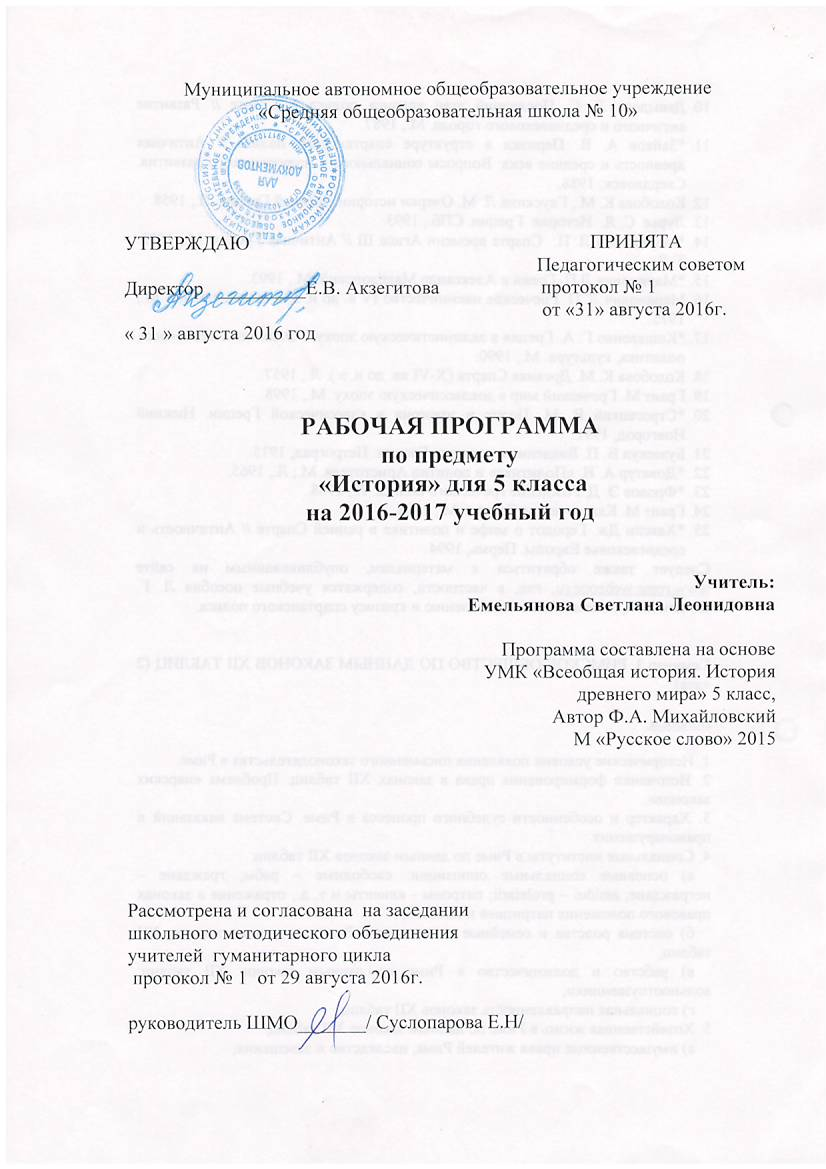 Муниципальное автономное общеобразовательное учреждение
«Средняя общеобразовательная школа № 10»
ДЛЯ
ДОКУМЕНТОВ
УТВЕРЖДАЮ
Директор __________Е.В. Акзегитова
« 31 » августа 2016 год
ПРИНЯТА
Педагогическим советом
протокол № 1
от «31» августа 2016г.
РАБОЧАЯ ПРОГРАММА
по предмету
«История» для 5 класса
на 2016-2017 учебный год
Учитель:
Емельянова Светлана Леонидовна
Программа составлена на основе
УМК «Всеобщая история. История
древнего мира» 5 класс,
Автор Ф.А. Михайловский
М «Русское слово» 2015
Рассмотрена и согласована на заседании
школьного методического объединения
учителей гуманитарного цикла
протокол № 1 от 29 августа 2016г.
руководитель ШМО_______/ Суслопарова Е.Н/